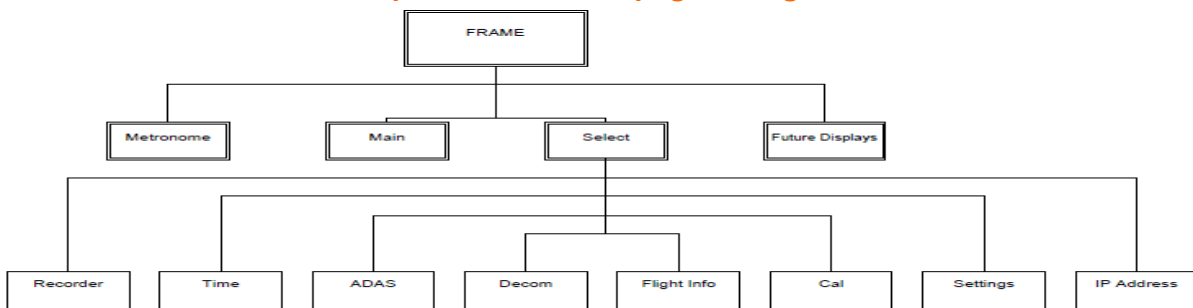 FRAME
Metronome
Main
Select
Future Displays
Recorder
Time
ADAS
Decom
Flight Info
Cal
Settings
IP Address